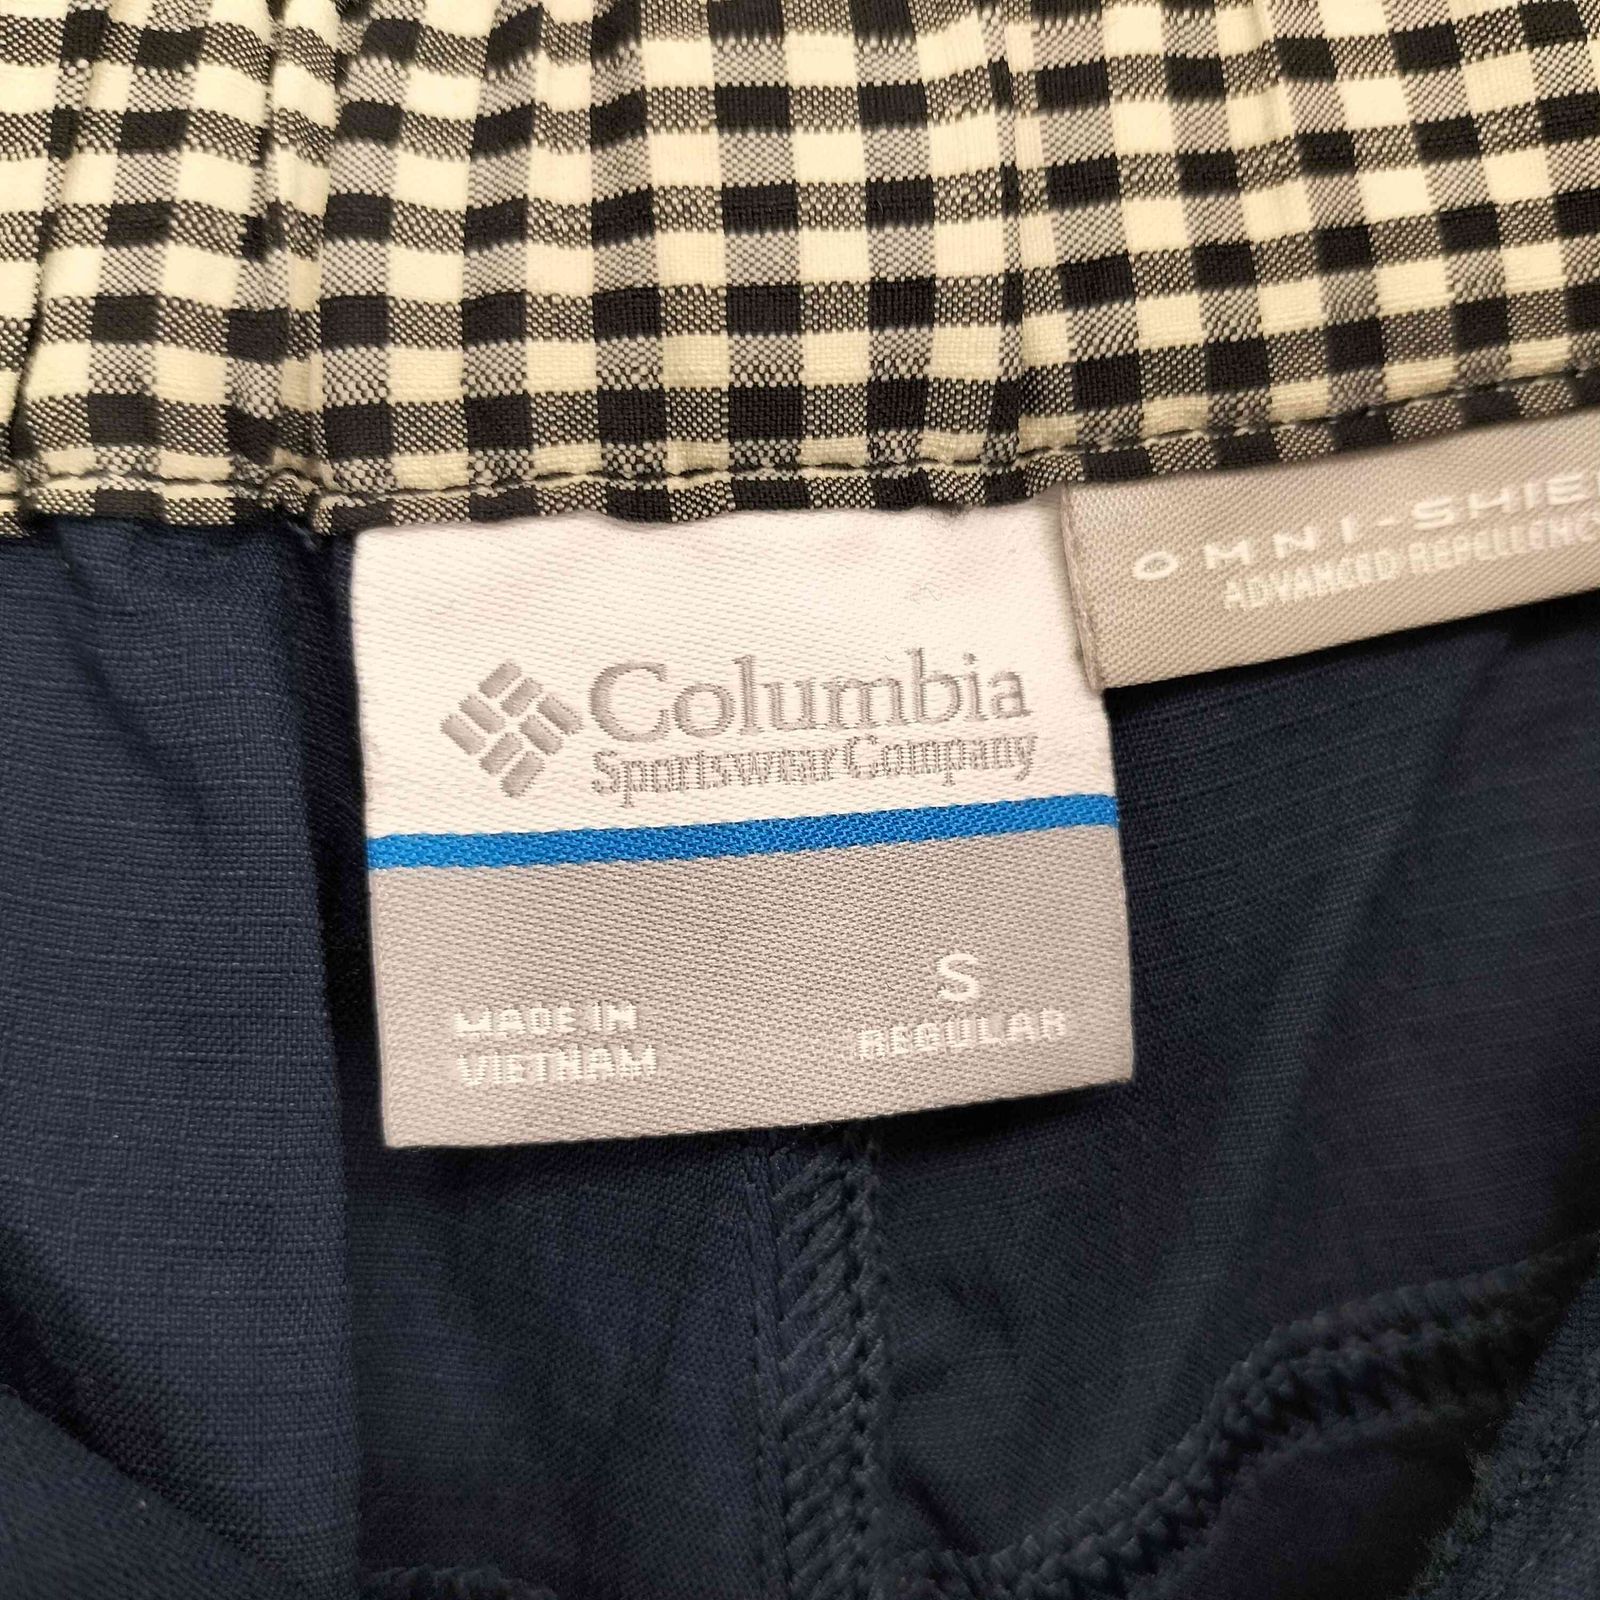 Columbia
Sportswear Company
MADE IN
VIETNAM
S
REGULAR
OMNI-SHIE
ADVANCED REPELLENC